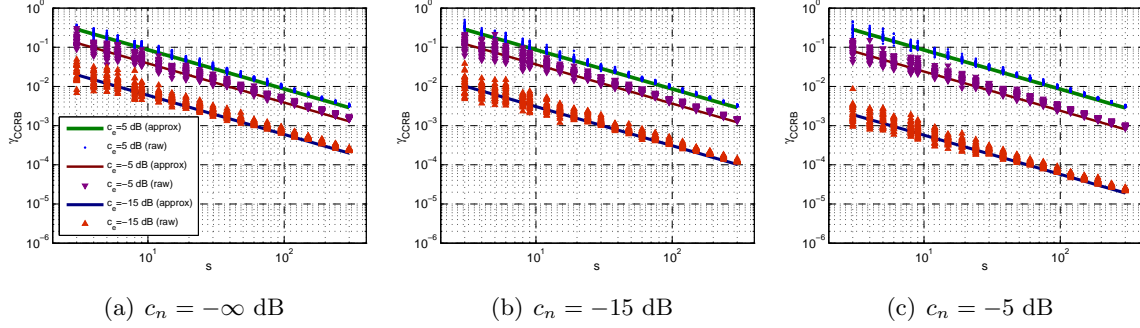 10^0
10^-1
10^-2
10^-3
10^-4
10^-5
10^-6
γ_CCRB
c_e=5 dB (approx)
c_e=5 dB (raw)
c_e=−5 dB (approx)
c_e=−5 dB (raw)
c_e=−15 dB (approx)
c_e=−15 dB (raw)
10^1
10^2
s
(a) c_n = −∞ dB
10^0
10^-1
10^-2
10^-3
10^-4
10^-5
10^-6
γ_CCRB
10^1
10^2
s
(b) c_n = −15 dB
10^0
10^-1
10^-2
10^-3
10^-4
10^-5
10^-6
γ_CCRB
10^1
10^2
s
(c) c_n = −5 dB